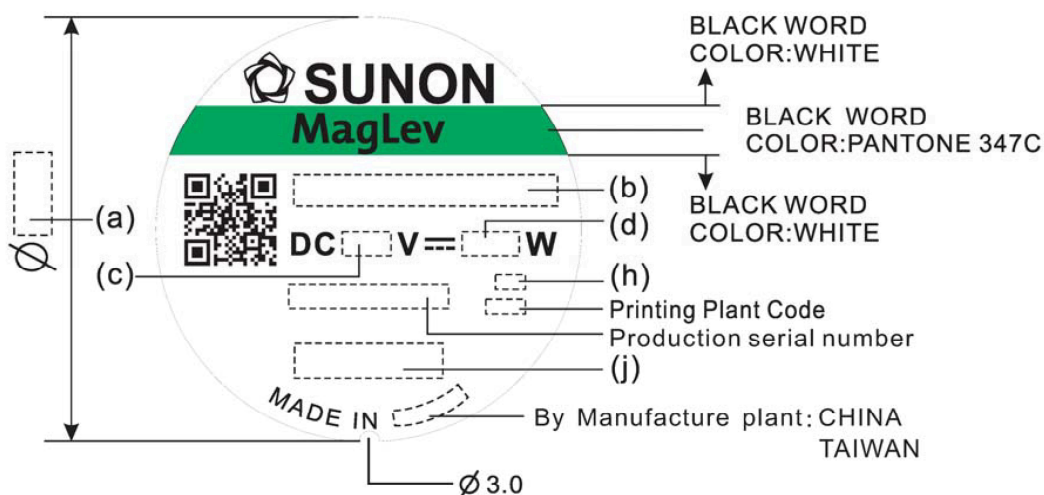 BLACK WORD
COLOR:WHITE
SUNON
MagLev
BLACK WORD
COLOR:PANTONE 347C
(a)
(b)
BLACK WORD
COLOR:WHITE
(d)
DC V W
Ø
(c)
(h)
Printing Plant Code
Production serial number
(j)
MADE IN
By Manufacture plant: CHINA
TAIWAN
Ø 3.0